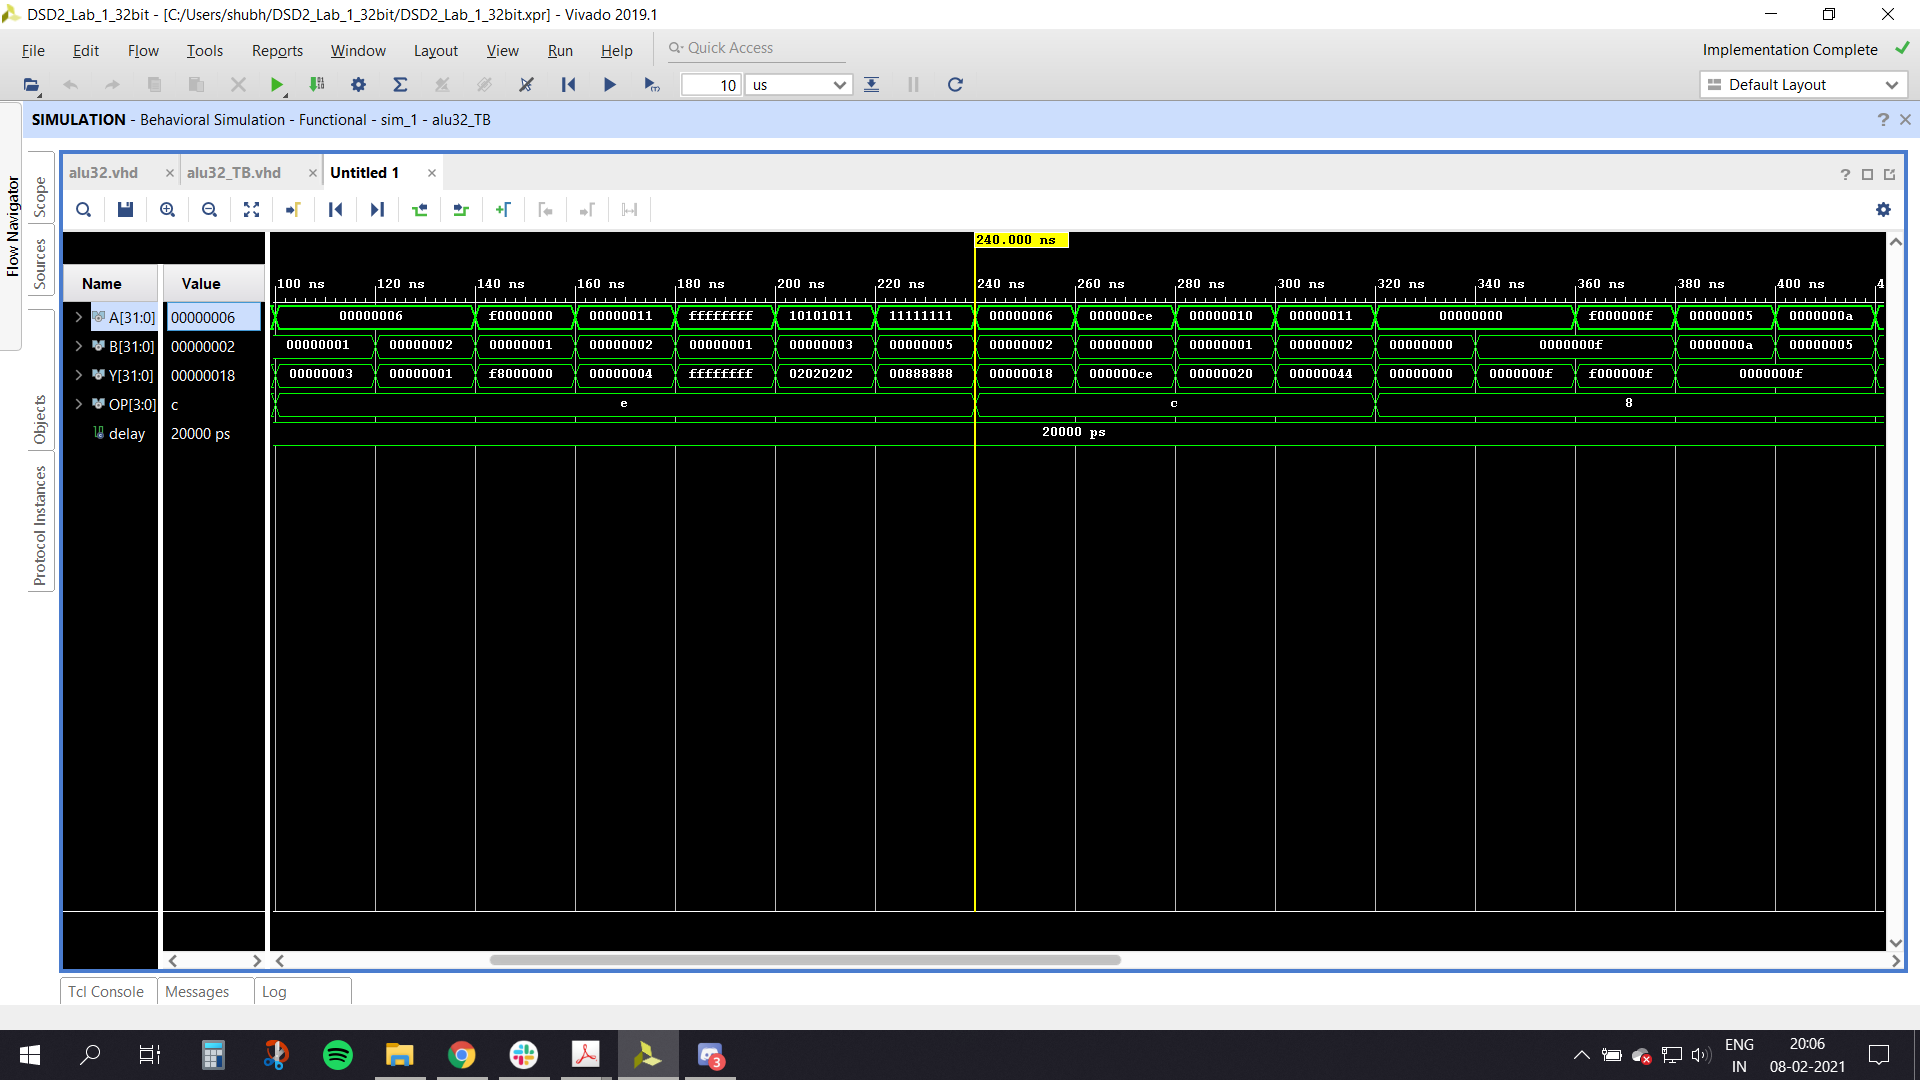 DSD2_Lab_1_32bit - [C:/Users/shubh/DSD2_Lab_1_32bit/DSD2_Lab_1_32bit.xpr] - Vivado 2019.1
File Edit Flow Tools Reports Window Layout View Run Help Quick Access Implementation Complete
10 us Default Layout
SIMULATION - Behavioral Simulation - Functional - sim_1 - alu32_TB
Flow Navigator
Scope
Sources
Objects
Protocol Instances
alu32.vhd alu32_TB.vhd Untitled 1
240.000 ns
Name Value 100 ns 120 ns 140 ns 160 ns 180 ns 200 ns 220 ns 240 ns 260 ns 280 ns 300 ns 320 ns 340 ns 360 ns 380 ns 400 ns 4
A[31:0] 00000006 00000006 f0000000 00000011 ffffffff 10101011 11111111 00000006 000000ce 00000010 00000011 00000000 f000000f 00000005 0000000a
B[31:0] 00000002 00000001 00000002 00000001 00000002 00000001 00000003 00000005 00000002 00000000 00000001 00000002 00000000 0000000f 0000000a 00000005
Y[31:0] 00000018 00000003 00000001 f8000000 00000004 ffffffff 02020202 00888888 00000018 000000ce 00000020 00000044 00000000 0000000f f000000f 0000000f
OP[3:0] c e c 8
delay 20000 ps 20000 ps
Tcl Console Messages Log
3
ENG
IN
20:06
08-02-2021